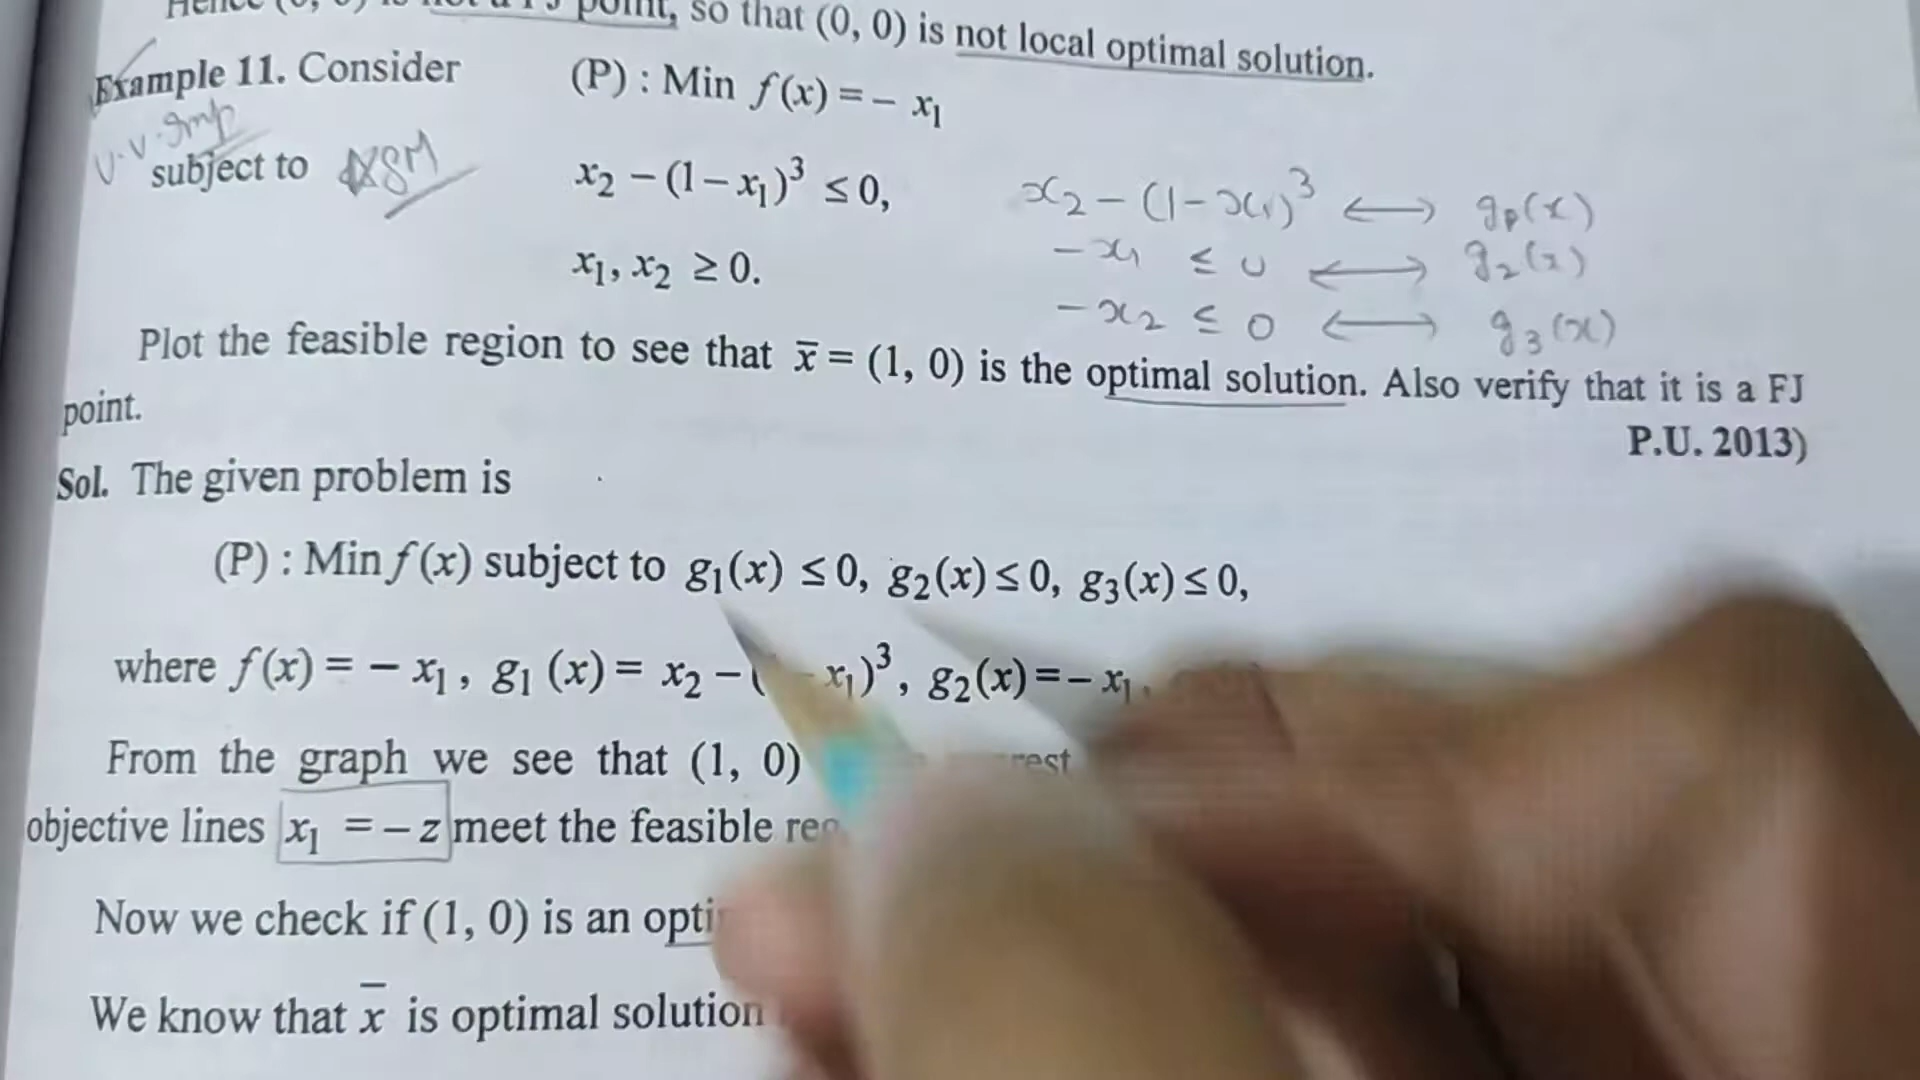 point, so that (0, 0) is not local optimal solution.
Example 11. Consider (P) : Min f(x) = − x₁
v.v.Imp
subject to x₂ − (1 − x₁)³ ≤ 0,
x₁, x₂ ≥ 0.
x₂ − (1 − x₁)³ ⟷ (x)
− x₁ ≤ 0 ⟷ g₂(x)
− x₂ ≤ 0 ⟷ g₃(x)
Plot the feasible region to see that x̄ = (1, 0) is the optimal solution. Also verify that it is a FJ
point.
P.U. 2013)
Sol. The given problem is
(P) : Min f (x) subject to g₁(x) ≤ 0, g₂(x) ≤ 0, g₃(x) ≤ 0,
where f(x) = − x₁, g₁ (x) = x₂ − ( x₁)³, g₂(x) = − x₁
From the graph we see that (1, 0)
objective lines x₁ = − z meet the feasible
Now we check if (1, 0) is an
We know that x̄ is optimal solution